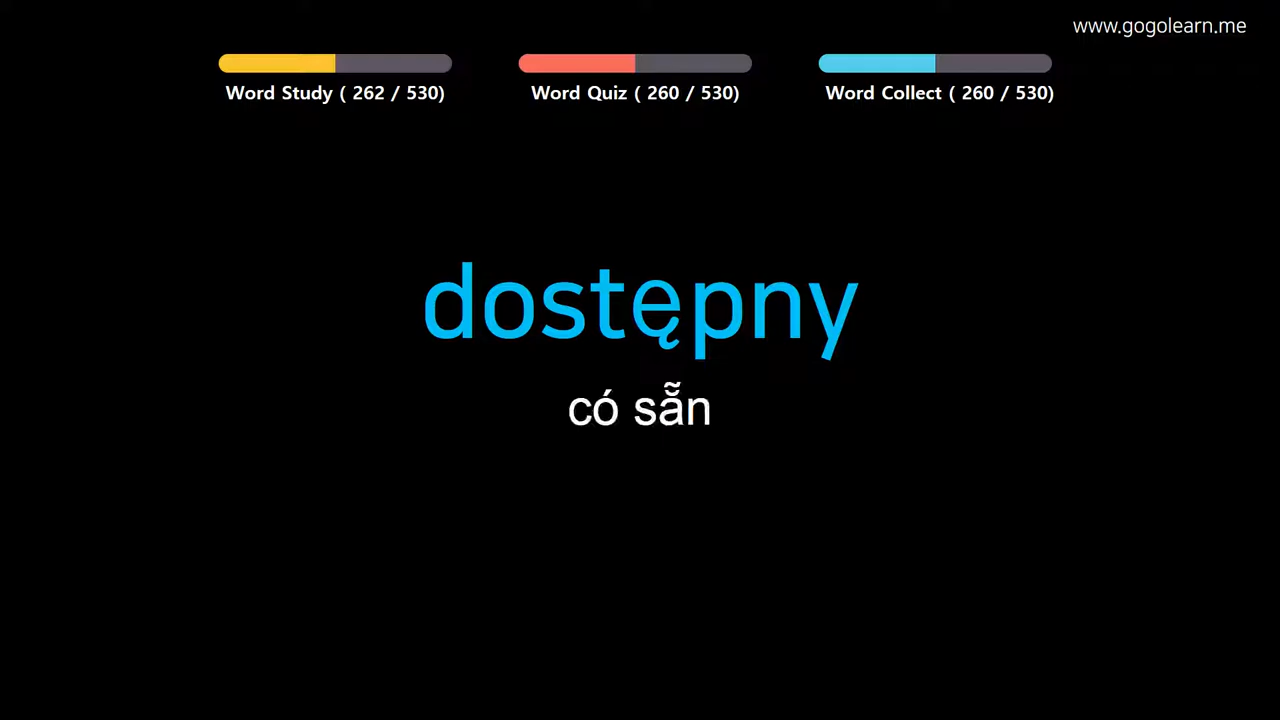 www.gogolearn.me
Word Study ( 262 / 530)
Word Quiz ( 260 / 530)
Word Collect ( 260 / 530)
dostępny
có sẵn